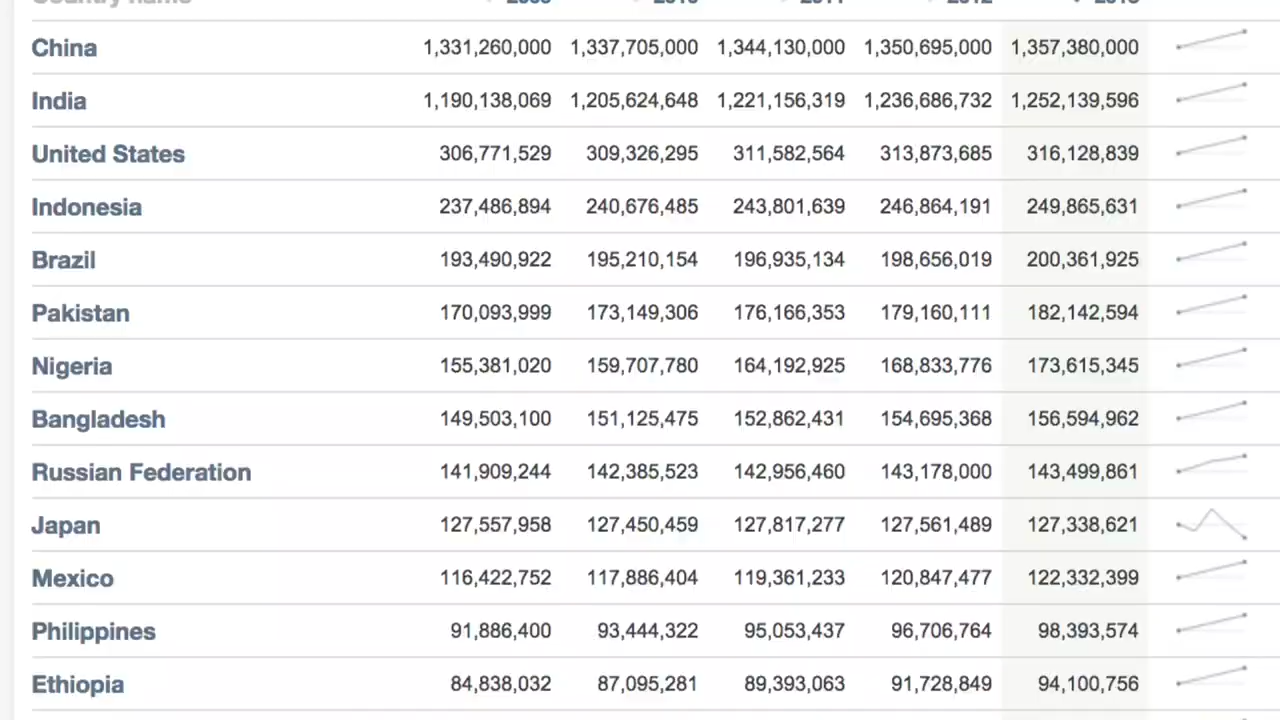 Country name 2009 2010 2011 2012 2013
China 1,331,260,000 1,337,705,000 1,344,130,000 1,350,695,000 1,357,380,000
India 1,190,138,069 1,205,624,648 1,221,156,319 1,236,686,732 1,252,139,596
United States 306,771,529 309,326,295 311,582,564 313,873,685 316,128,839
Indonesia 237,486,894 240,676,485 243,801,639 246,864,191 249,865,631
Brazil 193,490,922 195,210,154 196,935,134 198,656,019 200,361,925
Pakistan 170,093,999 173,149,306 176,166,353 179,160,111 182,142,594
Nigeria 155,381,020 159,707,780 164,192,925 168,833,776 173,615,345
Bangladesh 149,503,100 151,125,475 152,862,431 154,695,368 156,594,962
Russian Federation 141,909,244 142,385,523 142,956,460 143,178,000 143,499,861
Japan 127,557,958 127,450,459 127,817,277 127,561,489 127,338,621
Mexico 116,422,752 117,886,404 119,361,233 120,847,477 122,332,399
Philippines 91,886,400 93,444,322 95,053,437 96,706,764 98,393,574
Ethiopia 84,838,032 87,095,281 89,393,063 91,728,849 94,100,756